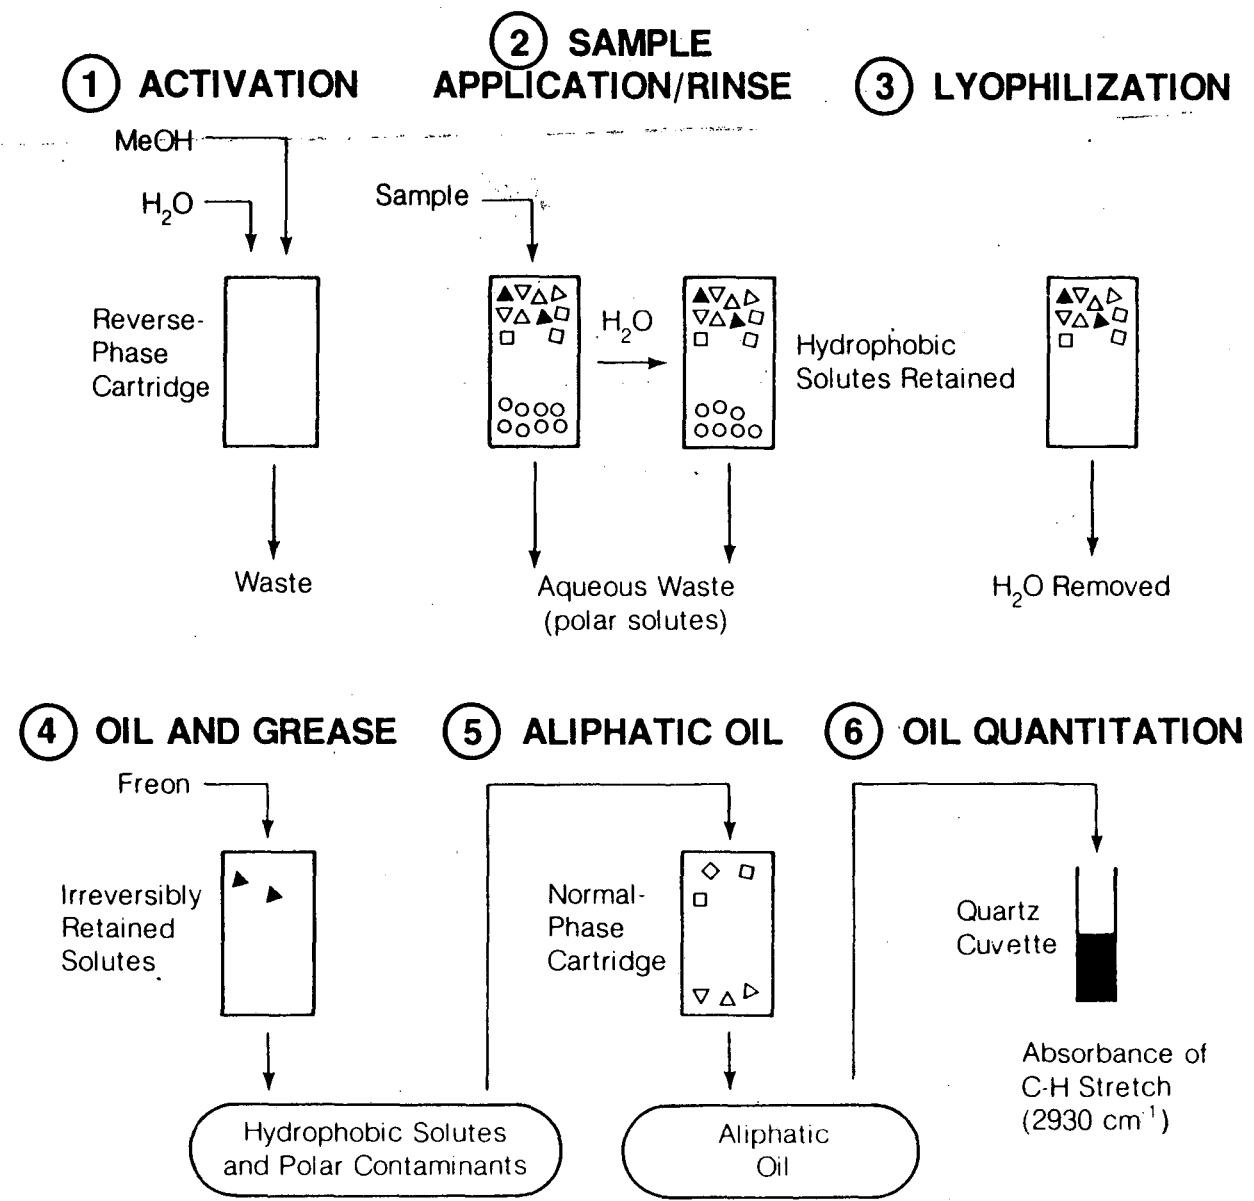 1 ACTIVATION
MeOH
H₂O
Reverse-
Phase
Cartridge
Waste
2 SAMPLE
APPLICATION/RINSE
Sample
H₂O
Hydrophobic
Solutes Retained
Aqueous Waste
(polar solutes)
3 LYOPHILIZATION
H₂O Removed
4 OIL AND GREASE
Freon
Irreversibly
Retained
Solutes
Hydrophobic Solutes
and Polar Contaminants
5 ALIPHATIC OIL
Normal-
Phase
Cartridge
Aliphatic
Oil
6 OIL QUANTITATION
Quartz
Cuvette
Absorbance of
C-H Stretch
(2930 cm⁻¹)